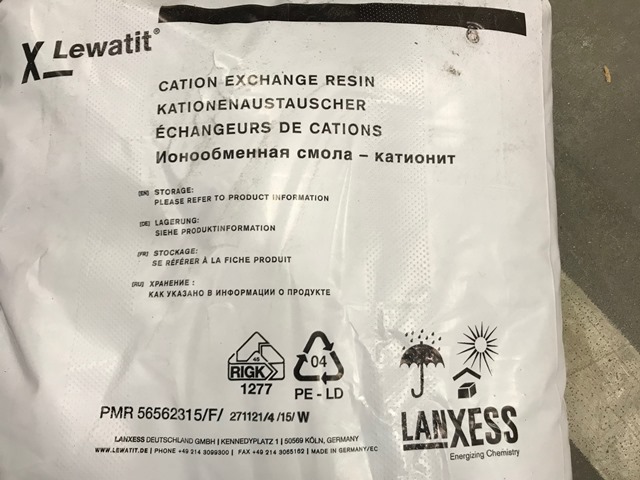 X Lewatit®
CATION EXCHANGE RESIN
KATIONENAUSTAUSCHER
ÉCHANGEURS DE CATIONS
Ионообменная смола – катионит
[EN] STORAGE:
PLEASE REFER TO PRODUCT INFORMATION
[DE] LAGERUNG:
SIEHE PRODUKTINFORMATION
[FR] STOCKAGE:
SE RÉFÉRER À LA FICHE PRODUIT
[RU] ХРАНЕНИЕ :
КАК УКАЗАНО В ИНФОРМАЦИИ О ПРОДУКТЕ
45
RIGK
1277
04
PE - LD
PMR 56562315/F/ 271121/4/15/ W
LANXESS
Energizing Chemistry
LANXESS DEUTSCHLAND GMBH | KENNEDYPLATZ 1 | 50569 KÖLN, GERMANY
WWW.LEWATIT.DE | PHONE +49 214 3099300 | FAX +49 214 3065162 | MADE IN GERMANY/EC